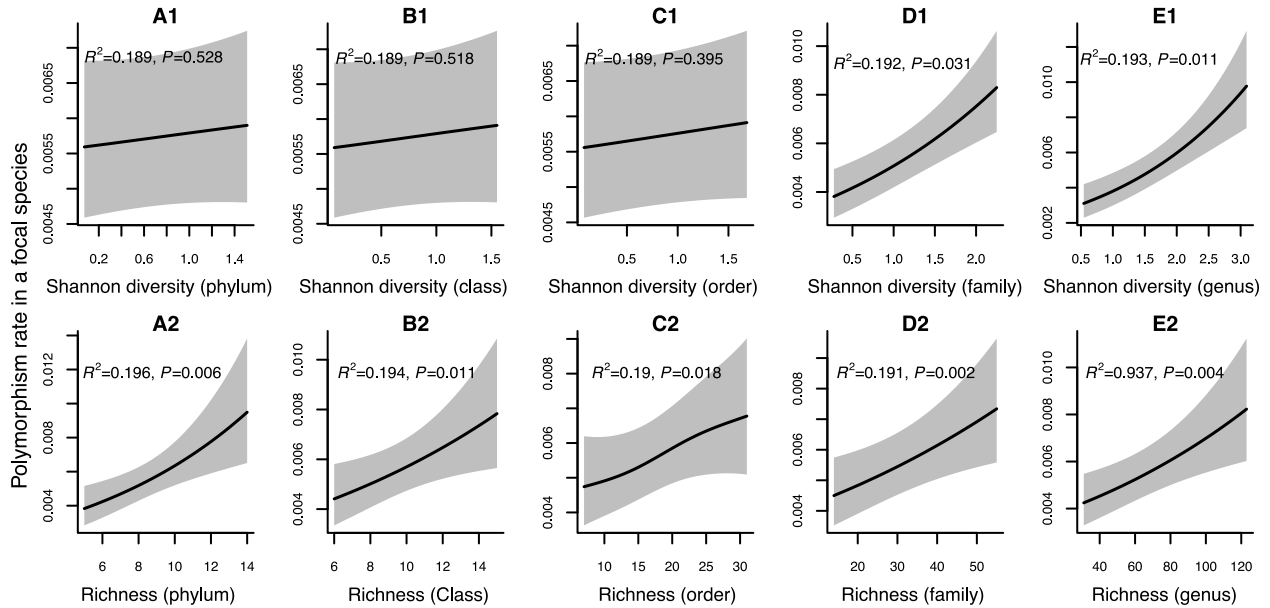 A1 B1 C1 D1 E1
R²=0.189, P=0.528
R²=0.189, P=0.518
R²=0.189, P=0.395
R²=0.192, P=0.031
R²=0.193, P=0.011
Polymorphism rate in a focal species
0.0045 0.0055 0.0065
0.0045 0.0055 0.0065
0.0045 0.0055 0.0065
0.004 0.006 0.008 0.010
0.002 0.006 0.010
0.2 0.6 1.0 1.4
0.5 1.0 1.5
0.5 1.0 1.5
0.5 1.0 1.5 2.0
0.5 1.0 1.5 2.0 2.5 3.0
Shannon diversity (phylum)
Shannon diversity (class)
Shannon diversity (order)
Shannon diversity (family)
Shannon diversity (genus)
A2 B2 C2 D2 E2
R²=0.196, P=0.006
R²=0.194, P=0.011
R²=0.19, P=0.018
R²=0.191, P=0.002
R²=0.937, P=0.004
0.004 0.008 0.012
0.004 0.006 0.008 0.010
0.004 0.006 0.008
0.004 0.006 0.008
0.004 0.006 0.008 0.010
6 8 10 12 14
6 8 10 12 14
10 15 20 25 30
20 30 40 50
40 60 80 100 120
Richness (phylum)
Richness (Class)
Richness (order)
Richness (family)
Richness (genus)